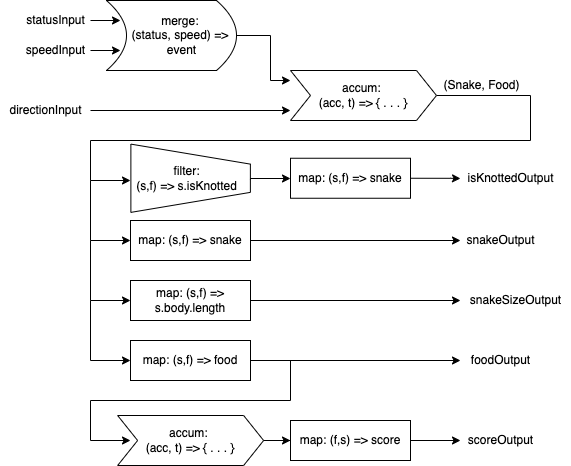 statusInput
speedInput
merge:
(status, speed) =>
event
directionInput
accum:
(acc, t) => { . . . }
(Snake, Food)
filter:
(s,f) => s.isKnotted
map: (s,f) => snake
isKnottedOutput
map: (s,f) => snake
snakeOutput
map: (s,f) =>
s.body.length
snakeSizeOutput
map: (s,f) => food
foodOutput
accum:
(acc, t) => { . . . }
map: (f,s) => score
scoreOutput